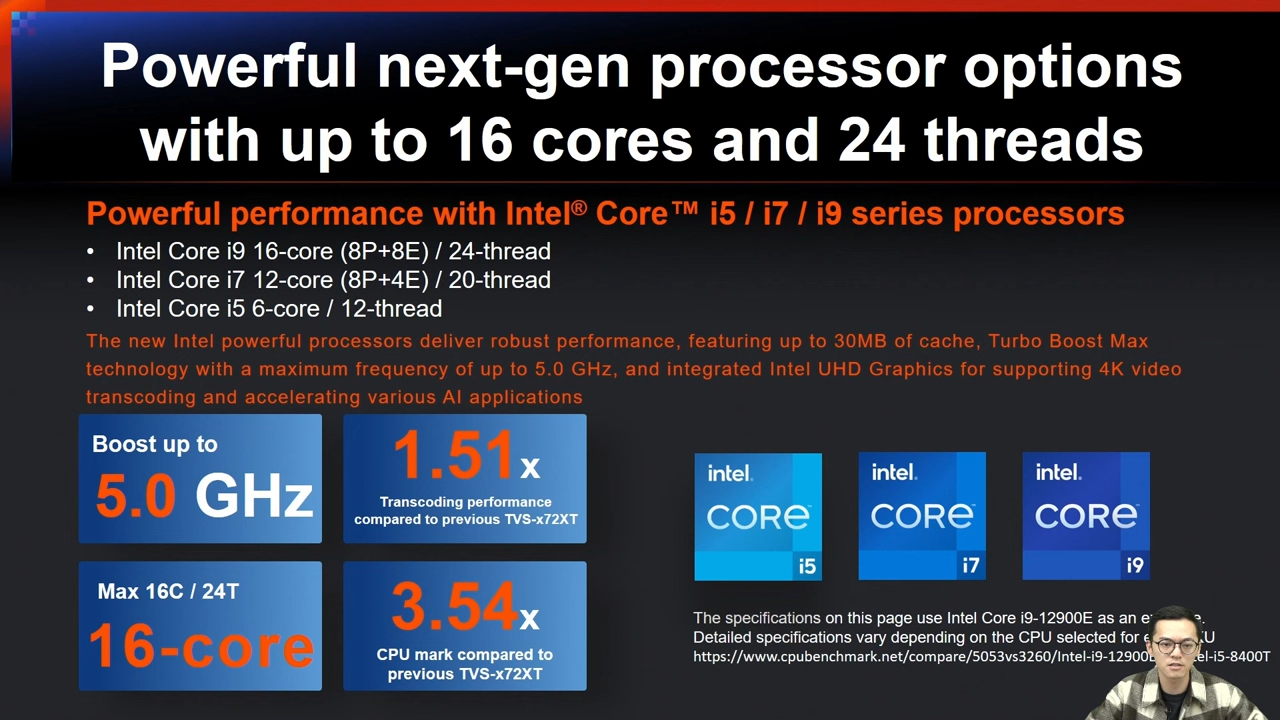 Powerful next-gen processor options
with up to 16 cores and 24 threads
Powerful performance with Intel® Core™ i5 / i7 / i9 series processors
• Intel Core i9 16-core (8P+8E) / 24-thread
• Intel Core i7 12-core (8P+4E) / 20-thread
• Intel Core i5 6-core / 12-thread
The new Intel powerful processors deliver robust performance, featuring up to 30MB of cache, Turbo Boost Max
technology with a maximum frequency of up to 5.0 GHz, and integrated Intel UHD Graphics for supporting 4K video
transcoding and accelerating various AI applications
Boost up to
5.0 GHz
1.51x
Transcoding performance
compared to previous TVS-x72XT
Max 16C / 24T
16-core
3.54x
CPU mark compared to
previous TVS-x72XT
intel.
CORE™
i5
intel.
CORE™
i7
intel.
CORE™
i9
The specifications on this page use Intel Core i9-12900E as an
Detailed specifications vary depending on the CPU selected for
https://www.cpubenchmark.net/compare/5053vs3260/Intel-i9-12900 el-i5-8400T